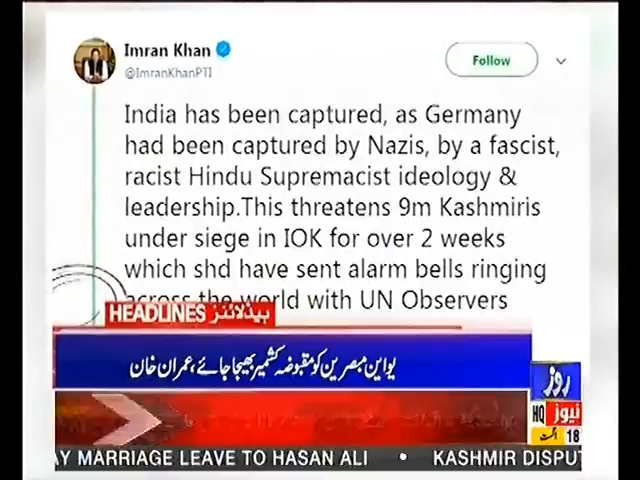 Imran Khan
@ImranKhanPTI
Follow
India has been captured, as Germany
had been captured by Nazis, by a fascist,
racist Hindu Supremacist ideology &
leadership.This threatens 9m Kashmiris
under siege in IOK for over 2 weeks
which shd have sent alarm bells ringing
across the world with UN Observers
HEADLINES ہیڈلائنز
یو این مبصرین کو مقبوضہ کشمیر بھیجا جائے، عمران خان
روز
HQ نیوز
18 اگست
AY MARRIAGE LEAVE TO HASAN ALI • KASHMIR DISPUT